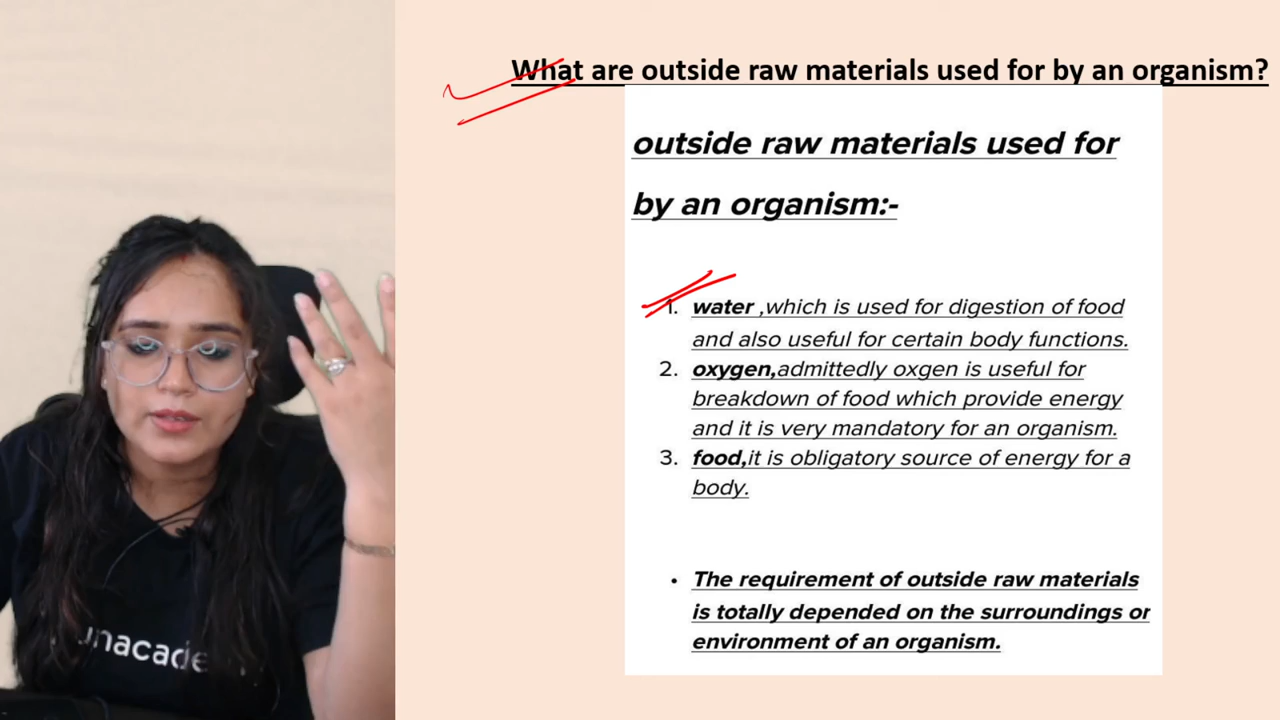 What are outside raw materials used for by an organism?
outside raw materials used for
by an organism:-
1. water ,which is used for digestion of food
and also useful for certain body functions.
2. oxygen,admittedly oxgen is useful for
breakdown of food which provide energy
and it is very mandatory for an organism.
3. food,it is obligatory source of energy for a
body.
• The requirement of outside raw materials
is totally depended on the surroundings or
environment of an organism.
unacade